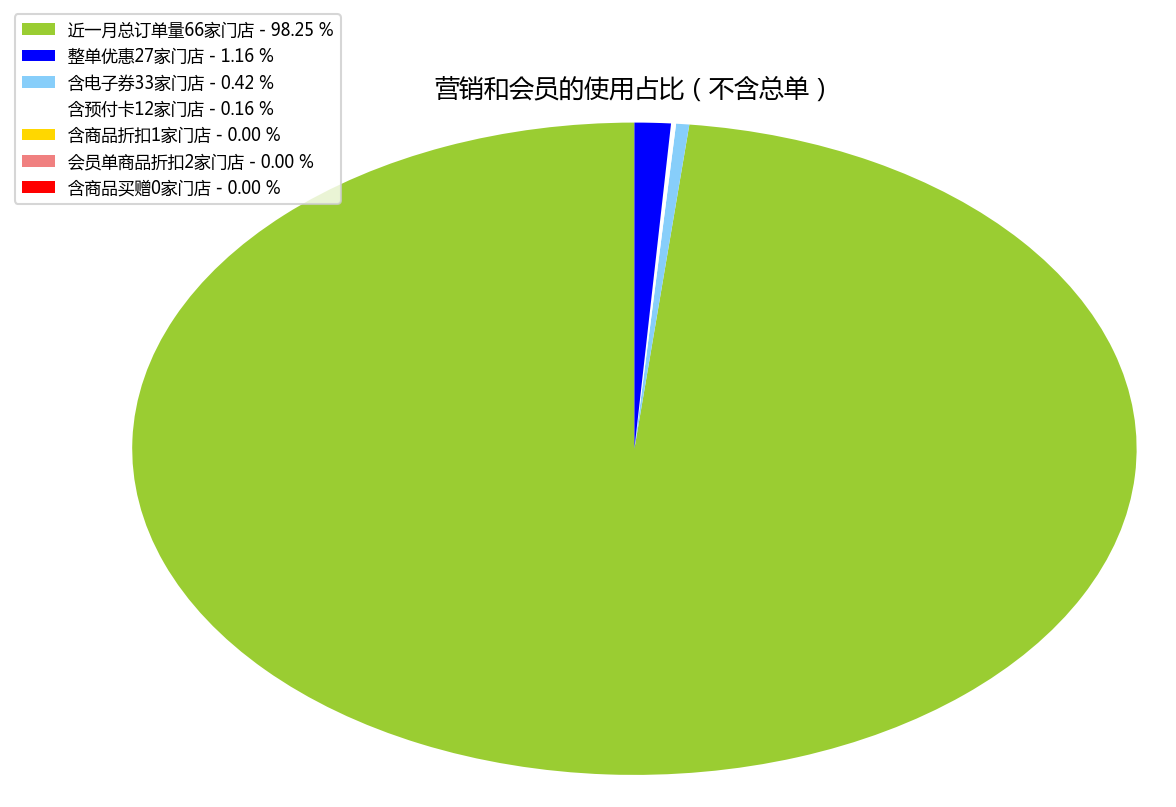 近一月总订单量66家门店 - 98.25 %
整单优惠27家门店 - 1.16 %
含电子券33家门店 - 0.42 %
含预付卡12家门店 - 0.16 %
含商品折扣1家门店 - 0.00 %
会员单商品折扣2家门店 - 0.00 %
含商品买赠0家门店 - 0.00 %
营销和会员的使用占比（不含总单）